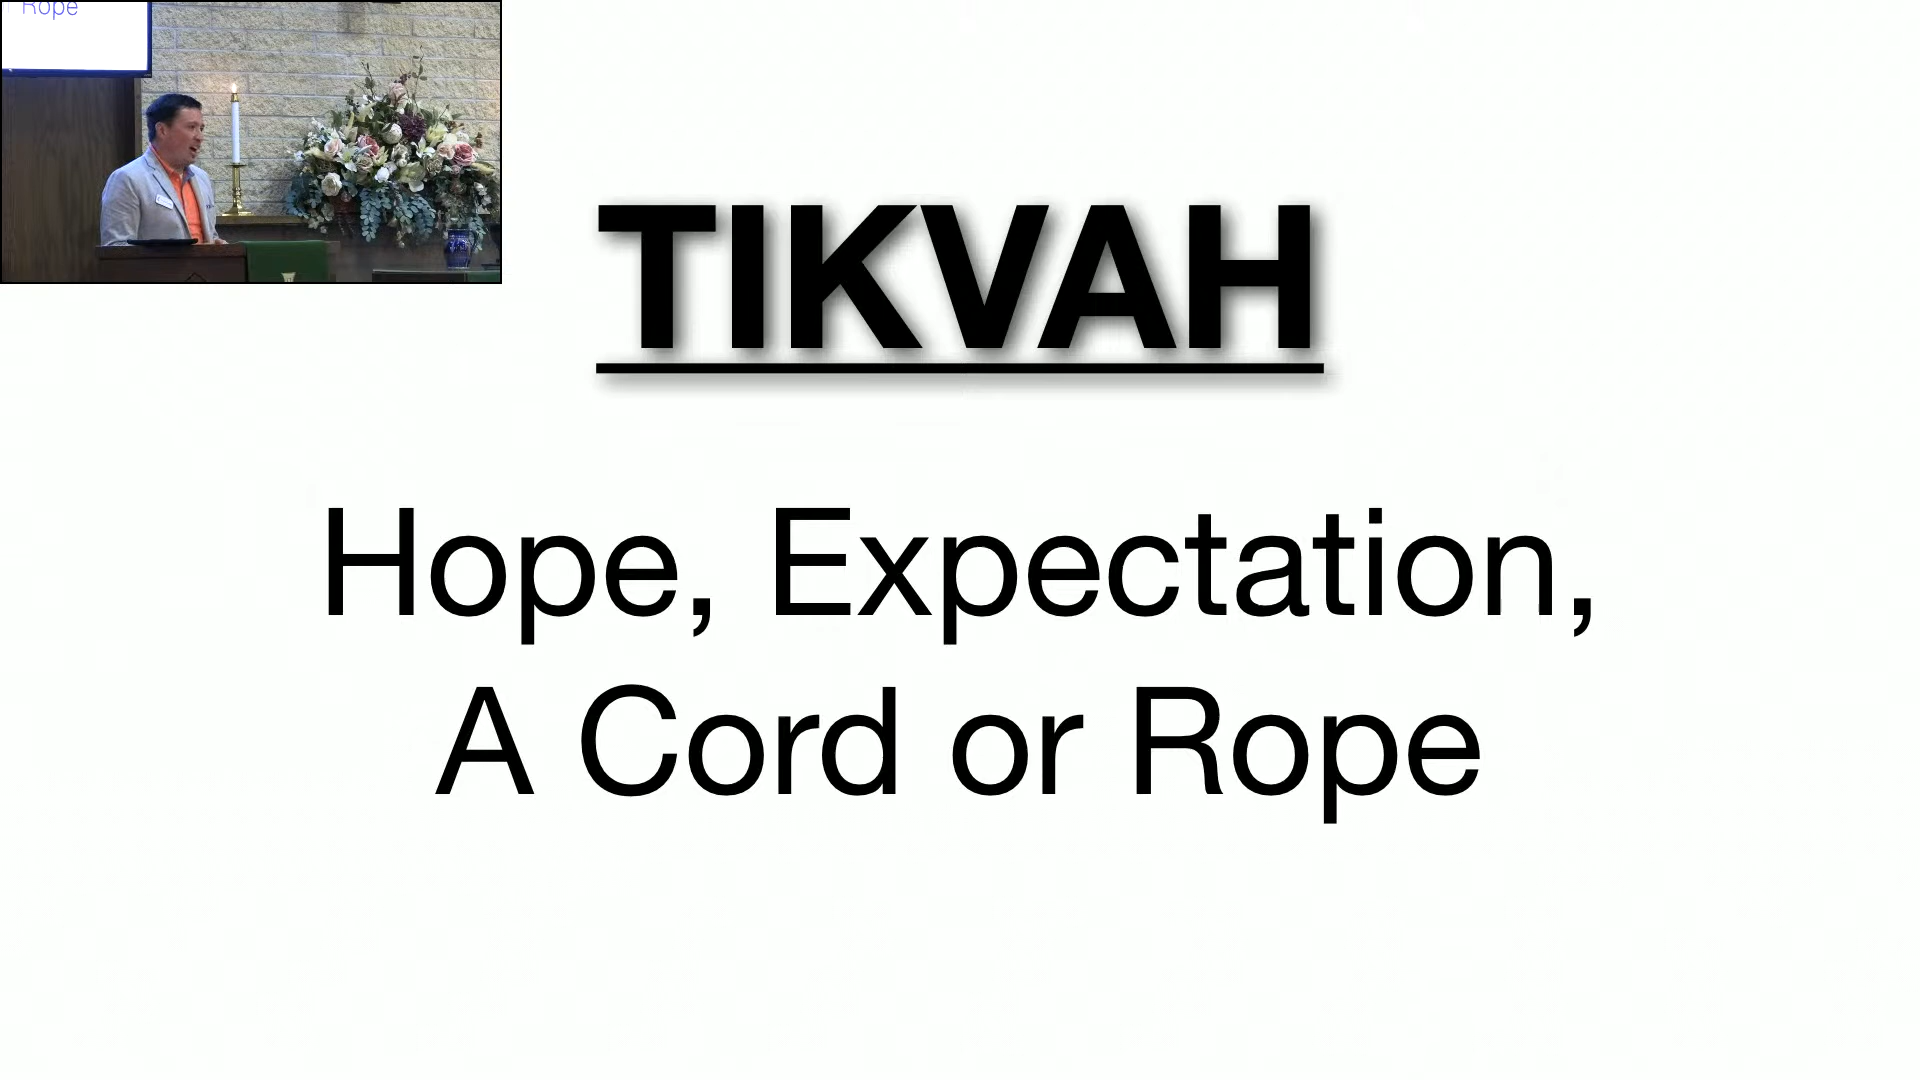 Rope
TIKVAH
Hope, Expectation,
A Cord or Rope